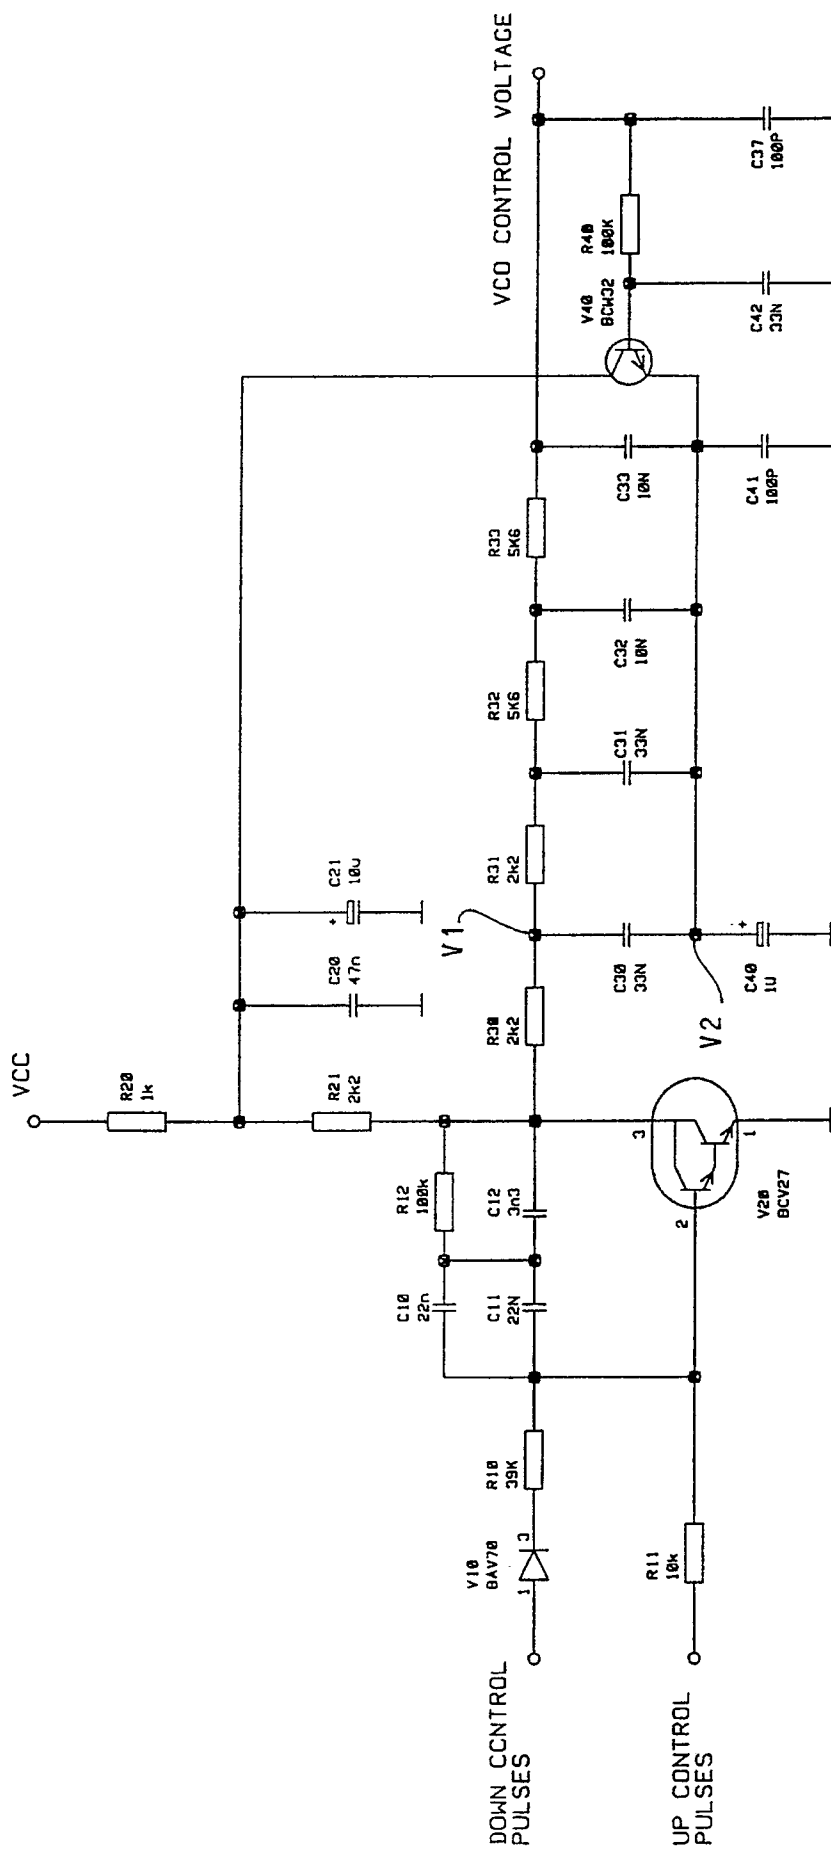 VCC
R20
1k
C21
10u
+
C20
47n
R21
2k2
R12
100k
C10
22n
C11
22N
C12
3n3
V1
R30
2k2
R31
2k2
R32
5K6
R33
5K6
VCO CONTROL VOLTAGE
DOWN CCNTROL
PULSES
V10
BAV70
1
3
R10
39K
C30
33N
C31
33N
C32
10N
C33
10N
V40
BCW32
R40
100K
UP CONTROL
PULSES
R11
10k
2
3
1
V20
BCV27
V2
C40
1U
+
C41
100P
C42
33N
C37
100P